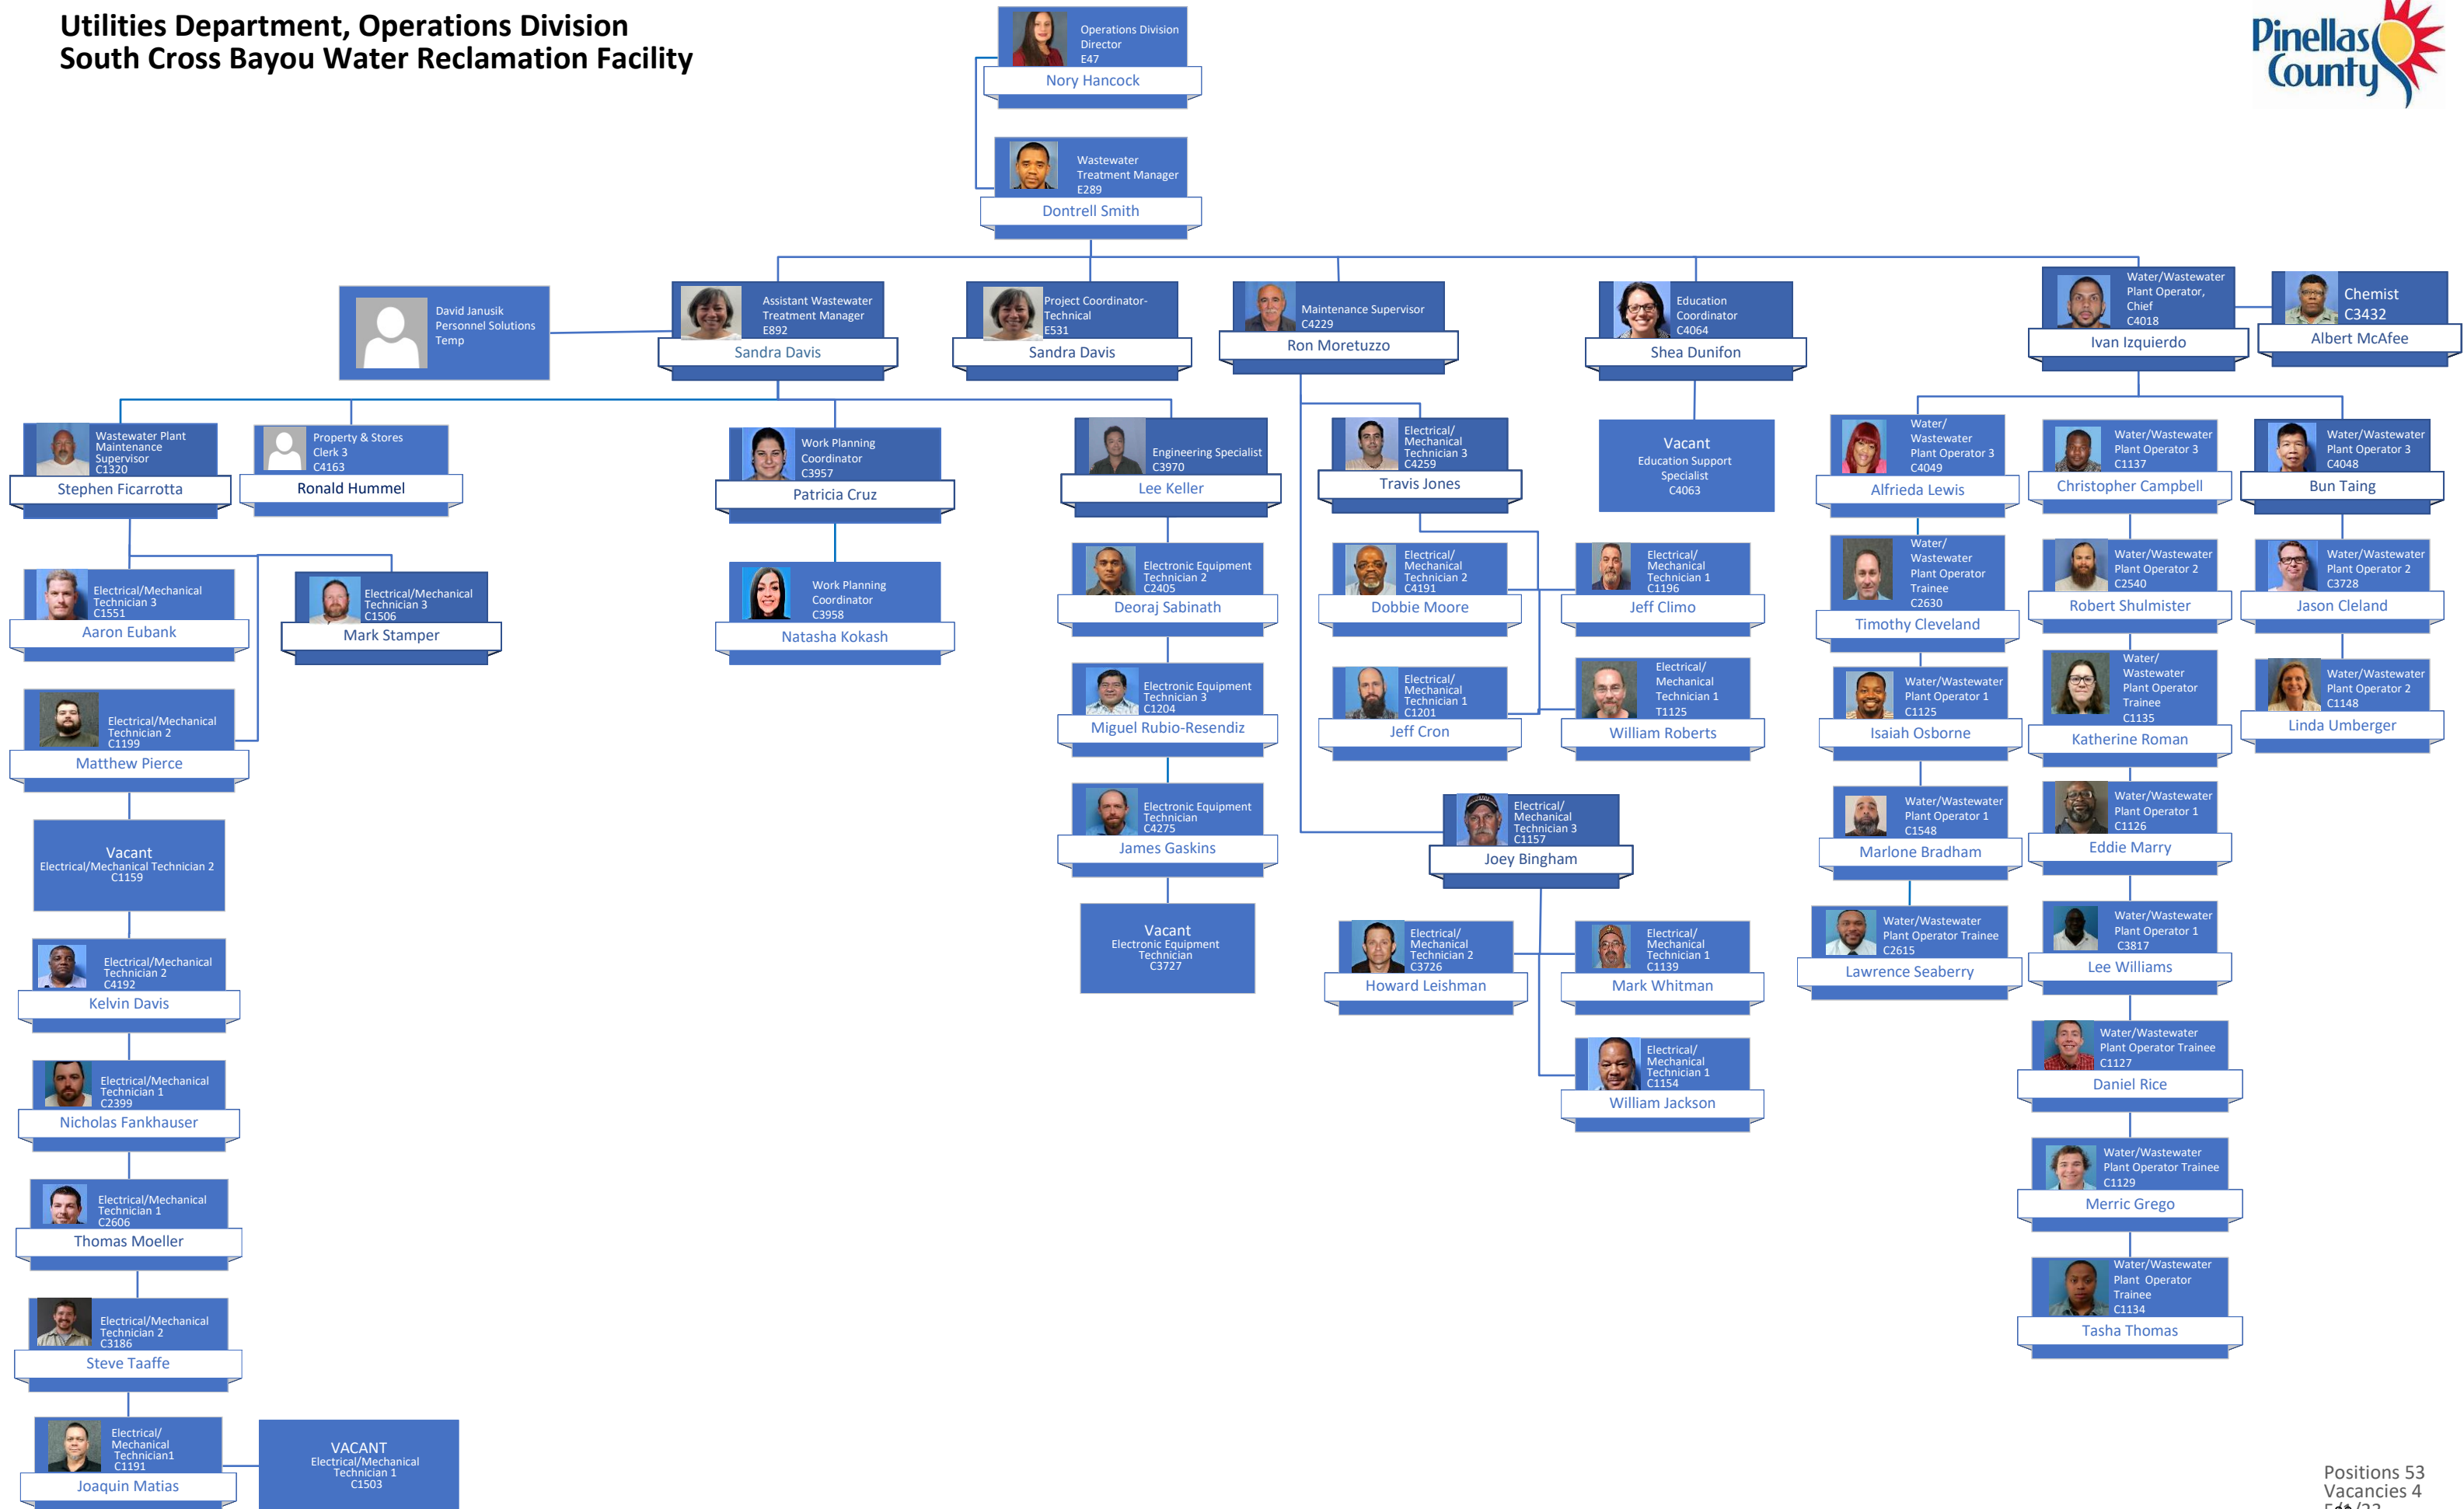 Utilities Department, Operations Division
South Cross Bayou Water Reclamation Facility
Pinellas
County
Operations Division
Director
E47
Nory Hancock
Wastewater
Treatment Manager
E289
Dontrell Smith
David Janusik
Personnel Solutions
Temp
Assistant Wastewater
Treatment Manager
E892
Sandra Davis
Project Coordinator-
Technical
E531
Sandra Davis
Maintenance Supervisor
C4229
Ron Moretuzzo
Education
Coordinator
C4064
Shea Dunifon
Water/Wastewater
Plant Operator,
Chief
C4018
Ivan Izquierdo
Chemist
C3432
Albert McAfee
Wastewater Plant
Maintenance
Supervisor
C1320
Stephen Ficarrotta
Property & Stores
Clerk 3
C4163
Ronald Hummel
Work Planning
Coordinator
C3957
Patricia Cruz
Engineering Specialist
C3970
Lee Keller
Electrical/
Mechanical
Technician 3
C4259
Travis Jones
Vacant
Education Support
Specialist
C4063
Water/
Wastewater
Plant Operator 3
C4049
Alfrieda Lewis
Water/Wastewater
Plant Operator 3
C1137
Christopher Campbell
Water/Wastewater
Plant Operator 3
C4048
Bun Taing
Electrical/Mechanical
Technician 3
C1551
Aaron Eubank
Electrical/Mechanical
Technician 3
C1506
Mark Stamper
Work Planning
Coordinator
C3958
Natasha Kokash
Electronic Equipment
Technician 2
C2405
Deoraj Sabinath
Electrical/
Mechanical
Technician 2
C4191
Dobbie Moore
Electrical/
Mechanical
Technician 1
C1196
Jeff Climo
Water/
Wastewater
Plant Operator
Trainee
C2630
Timothy Cleveland
Water/Wastewater
Plant Operator 2
C2540
Robert Shulmister
Water/Wastewater
Plant Operator 2
C3728
Jason Cleland
Electrical/Mechanical
Technician 2
C1199
Matthew Pierce
Electronic Equipment
Technician 3
C1204
Miguel Rubio-Resendiz
Electrical/
Mechanical
Technician 1
C1201
Jeff Cron
Electrical/
Mechanical
Technician 1
T1125
William Roberts
Water/Wastewater
Plant Operator 1
C1125
Isaiah Osborne
Water/
Wastewater
Plant Operator
Trainee
C1135
Katherine Roman
Water/Wastewater
Plant Operator 2
C1148
Linda Umberger
Vacant
Electrical/Mechanical Technician 2
C1159
Electronic Equipment
Technician
C4275
James Gaskins
Electrical/
Mechanical
Technician 3
C1157
Joey Bingham
Water/Wastewater
Plant Operator 1
C1548
Marlone Bradham
Water/Wastewater
Plant Operator 1
C1126
Eddie Marry
Electrical/Mechanical
Technician 2
C4192
Kelvin Davis
Vacant
Electronic Equipment
Technician
C3727
Electrical/
Mechanical
Technician 2
C3726
Howard Leishman
Electrical/
Mechanical
Technician 1
C1139
Mark Whitman
Water/Wastewater
Plant Operator Trainee
C2615
Lawrence Seaberry
Water/Wastewater
Plant Operator 1
C3817
Lee Williams
Electrical/Mechanical
Technician 1
C2399
Nicholas Fankhauser
Electrical/
Mechanical
Technician 1
C1154
William Jackson
Water/Wastewater
Plant Operator Trainee
C1127
Daniel Rice
Electrical/Mechanical
Technician 1
C2606
Thomas Moeller
Water/Wastewater
Plant Operator Trainee
C1129
Merric Grego
Electrical/Mechanical
Technician 2
C3186
Steve Taaffe
Water/Wastewater
Plant Operator
Trainee
C1134
Tasha Thomas
Electrical/
Mechanical
Technician1
C1191
Joaquin Matias
VACANT
Electrical/Mechanical
Technician 1
C1503
Positions 53
Vacancies 4